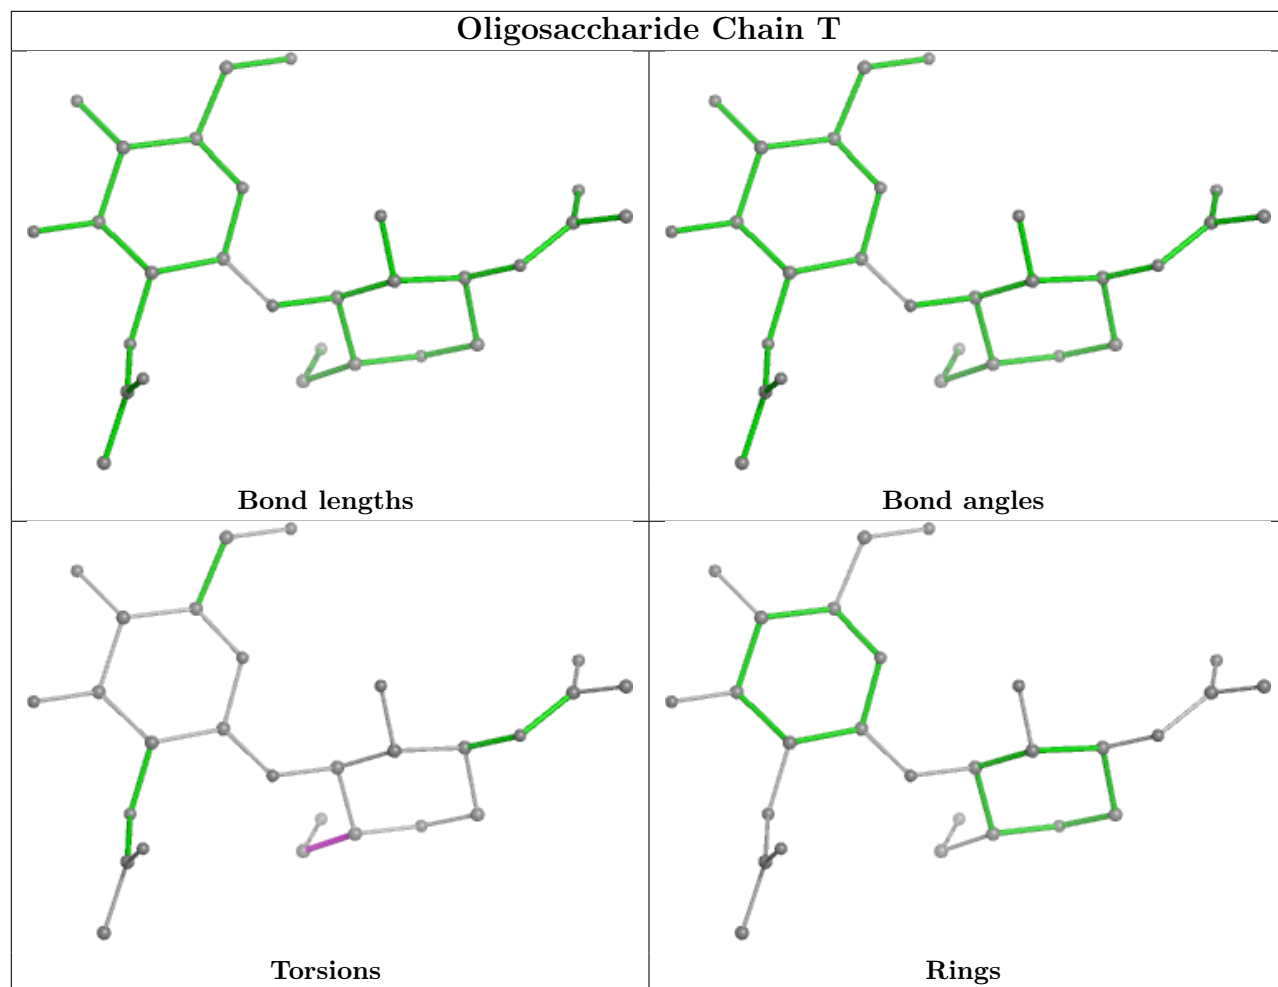 Oligosaccharide Chain T
Bond lengths
Bond angles
Torsions
Rings